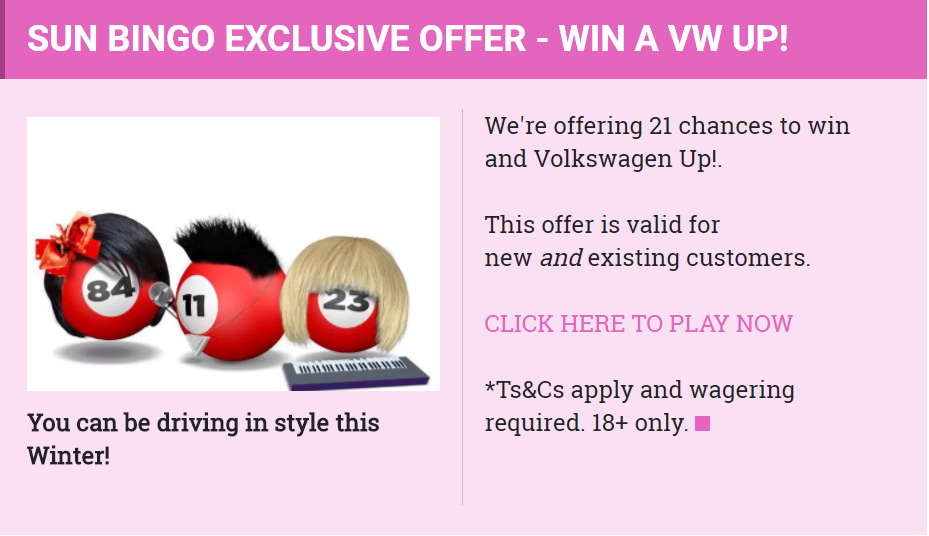 SUN BINGO EXCLUSIVE OFFER - WIN A VW UP!
84
11
23
You can be driving in style this
Winter!
We're offering 21 chances to win
and Volkswagen Up!.
This offer is valid for
new and existing customers.
CLICK HERE TO PLAY NOW
*Ts&Cs apply and wagering
required. 18+ only.